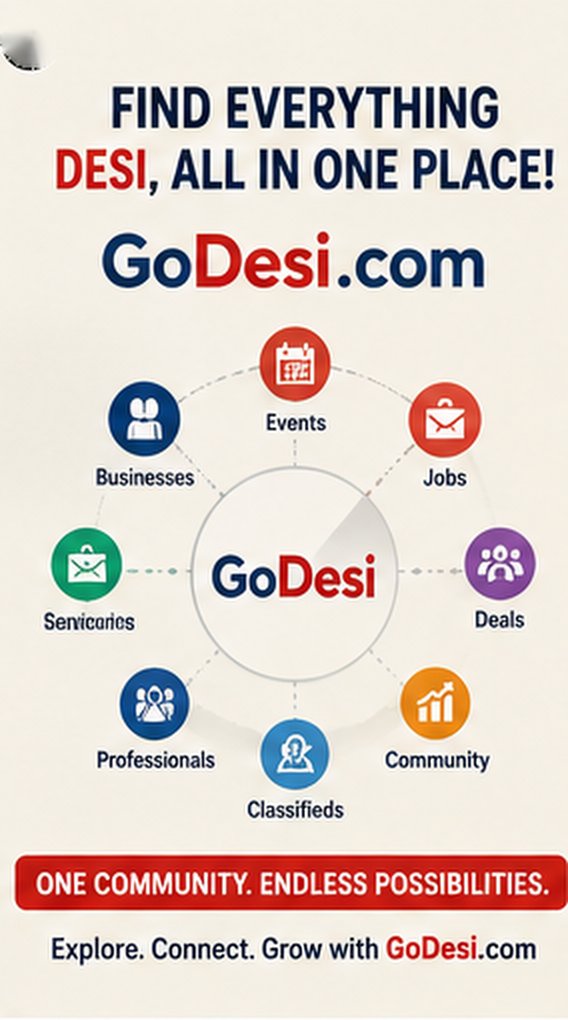 FIND EVERYTHING
DESI, ALL IN ONE PLACE!
GoDesi.com
Events
Businesses
Jobs
GoDesi
Deals
Professionals
Community
Classifieds
ONE COMMUNITY. ENDLESS POSSIBILITIES.
Explore. Connect. Grow with GoDesi.com